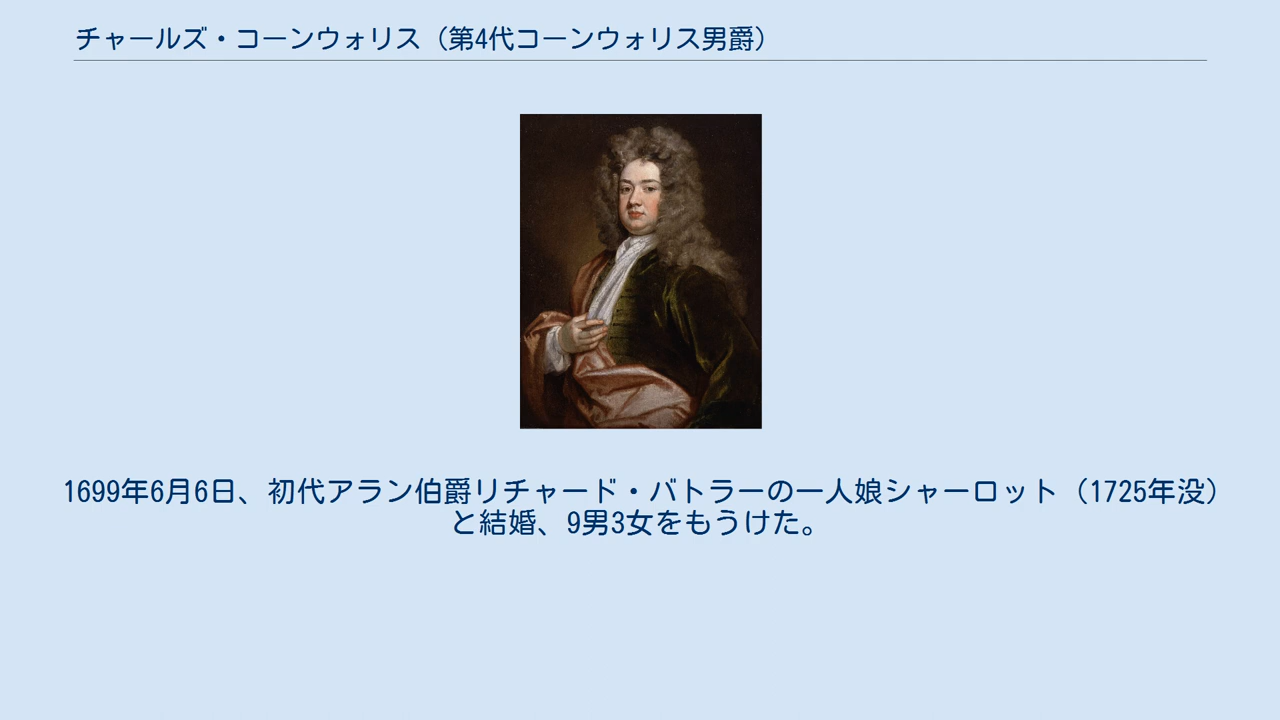 チャールズ・コーンウォリス（第4代コーンウォリス男爵）
1699年6月6日、初代アラン伯爵リチャード・バトラーの一人娘シャーロット（1725年没）
と結婚、9男3女をもうけた。